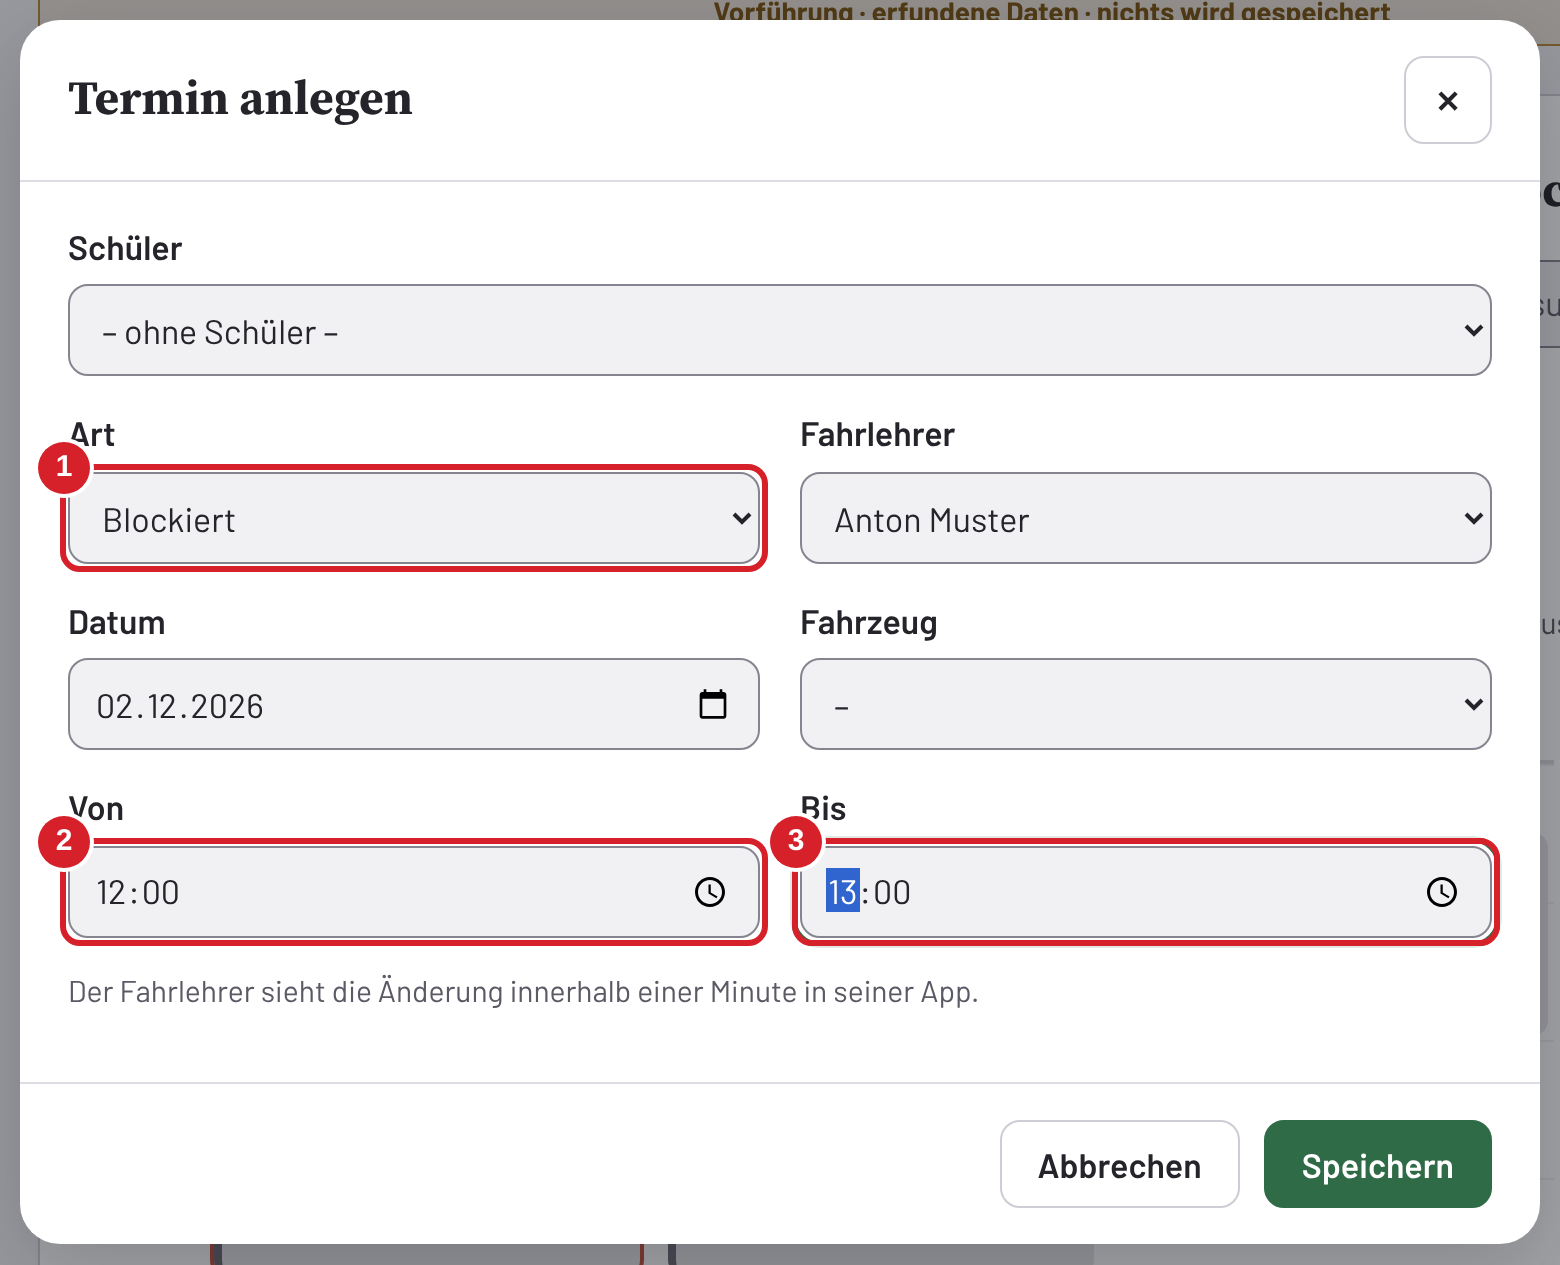 Vorführung · erfundene Daten · nichts wird gespeichert
Termin anlegen
Schüler
– ohne Schüler –
Art
Fahrlehrer
1
Blockiert
Anton Muster
Datum
Fahrzeug
02.12.2026
–
Von
Bis
2
3
12:00
13:00
Der Fahrlehrer sieht die Änderung innerhalb einer Minute in seiner App.
Abbrechen
Speichern